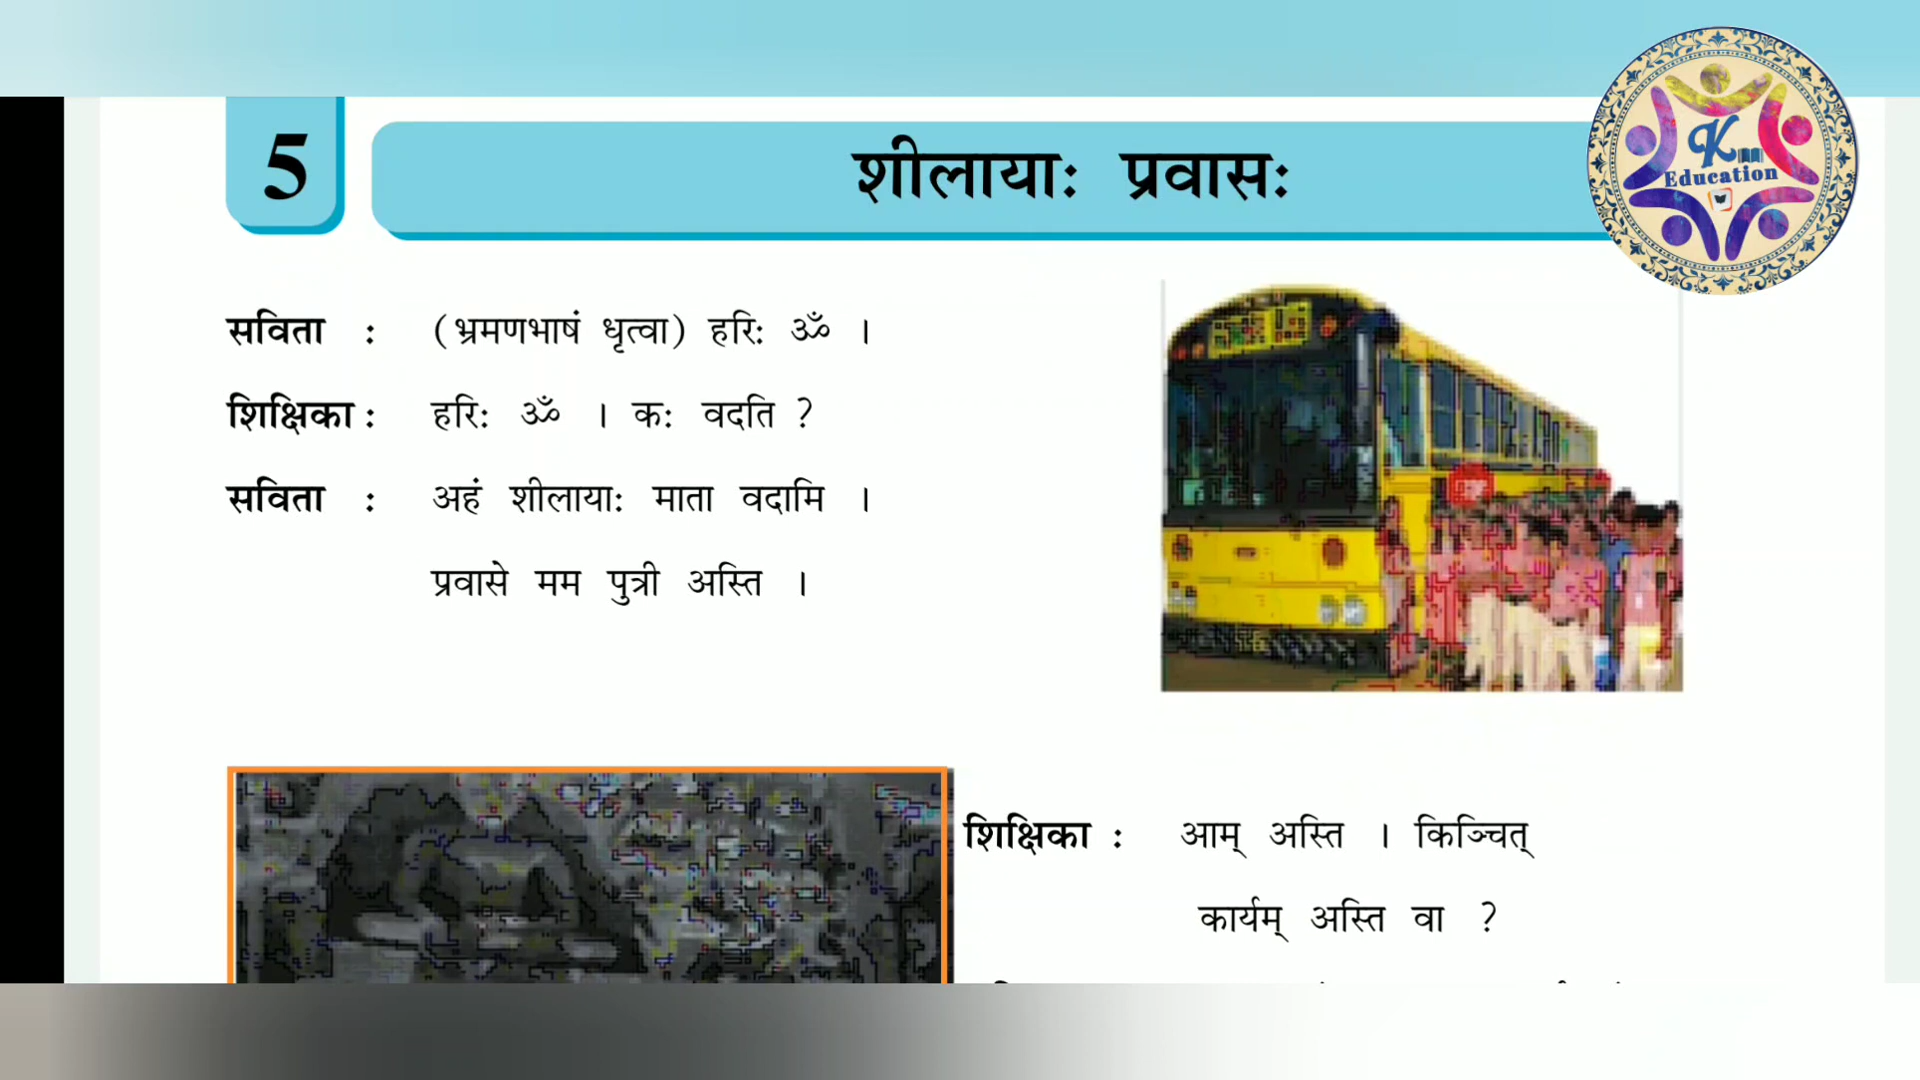 5
शीलायाः प्रवासः
K
Education
सविता : (भ्रमणभाषं धृत्वा) हरिः ॐ ।
शिक्षिका : हरिः ॐ । कः वदति ?
सविता : अहं शीलायाः माता वदामि ।
प्रवासे मम पुत्री अस्ति ।
शिक्षिका : आम् अस्ति । किञ्चित्
कार्यम् अस्ति वा ?